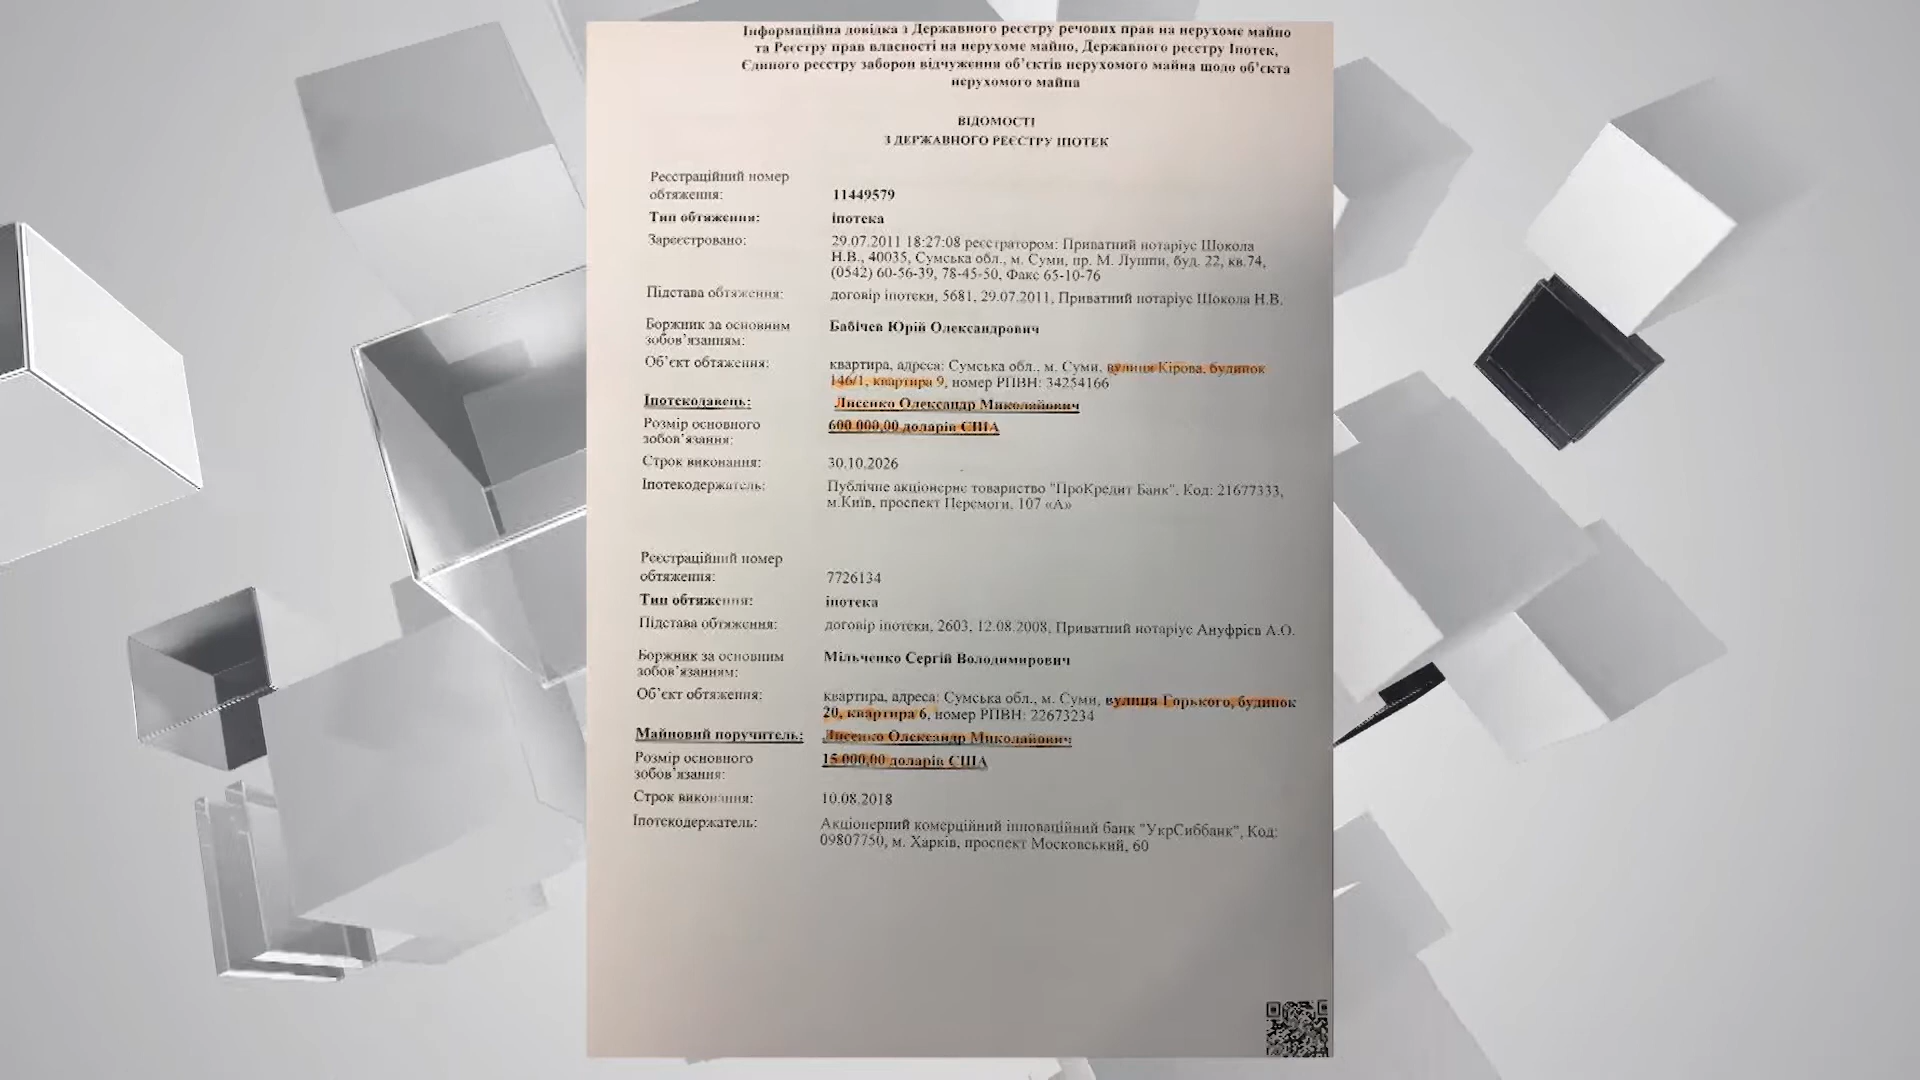 Інформаційна довідка з Державного реєстру речових прав на нерухоме майно
та Реєстру прав власності на нерухоме майно, Державного реєстру Іпотек,
Єдиного реєстру заборон відчуження об'єктів нерухомого майна щодо об'єкта
нерухомого майна
ВІДОМОСТІ
З ДЕРЖАВНОГО РЕЄСТРУ ІПОТЕК
Реєстраційний номер
обтяження: 11449579
Тип обтяження: іпотека
Зареєстровано: 29.07.2011 18:27:08 реєстратором: Приватний нотаріус Шокола
Н.В., 40035, Сумська обл., м. Суми, пр. М. Лушпи, буд. 22, кв.74,
(0542) 60-56-39, 78-45-50, Факс 65-10-76
Підстава обтяження: договір іпотеки, 5681, 29.07.2011, Приватний нотаріус Шокола Н.В.
Боржник за основним Бабічев Юрій Олександрович
зобов'язанням:
Об'єкт обтяження: квартира, адреса: Сумська обл., м. Суми, вулиця Кірова, будинок
146/1, квартира 9, номер РПВН: 34254166
Іпотекодавець: Лисенко Олександр Миколайович
Розмір основного 600 000,00 доларів США
зобов'язання:
Строк виконання: 30.10.2026
Іпотекодержатель: Публічне акціонерне товариство "ПроКредит Банк". Код: 21677333,
м.Київ, проспект Перемоги, 107 «А»
Реєстраційний номер
обтяження: 7726134
Тип обтяження: іпотека
Підстава обтяження: договір іпотеки, 2603, 12.08.2008, Приватний нотаріус Ануфрієв А.О.
Боржник за основним Мільченко Сергій Володимирович
зобов'язанням:
Об'єкт обтяження: квартира, адреса: Сумська обл., м. Суми, вулиця Горького, будинок
20, квартира 6, номер РПВН: 22673234
Майновий поручитель: Лисенко Олександр Миколайович
Розмір основного 15 000,00 доларів США
зобов'язання:
Строк виконання: 10.08.2018
Іпотекодержатель: Акціонерний комерційний інноваційний банк "УкрСиббанк", Код:
09807750, м. Харків, проспект Московський, 60